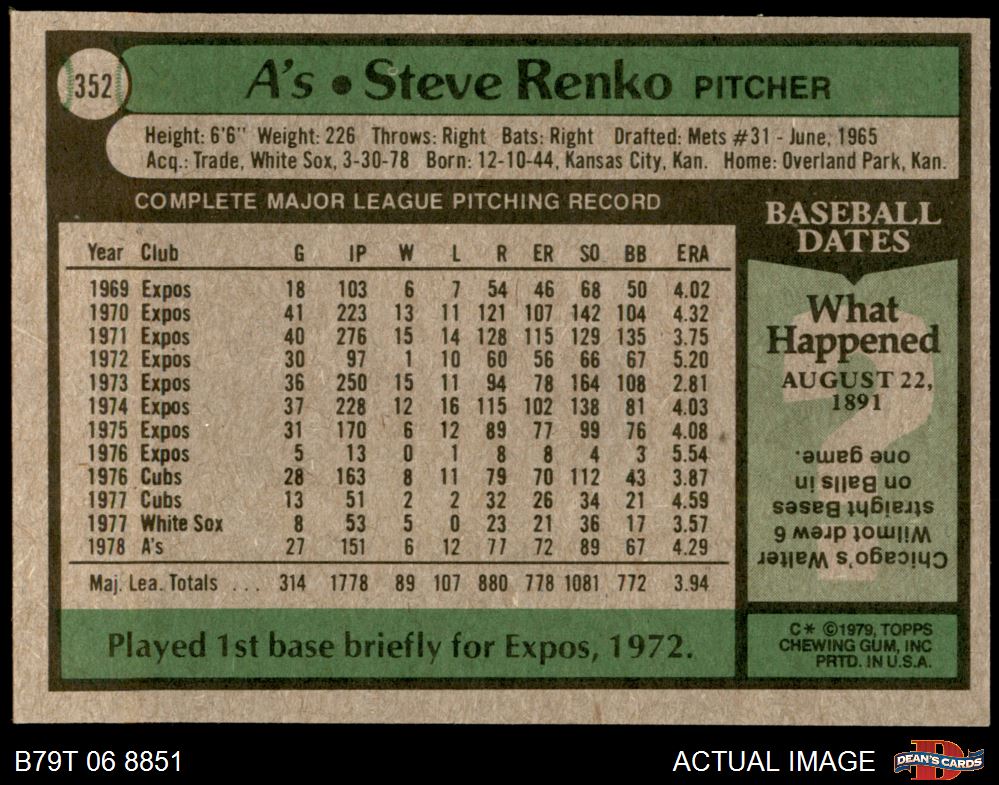 352
A's • Steve Renko PITCHER
Height: 6'6" Weight: 226 Throws: Right Bats: Right Drafted: Mets #31 - June, 1965
Acq.: Trade, White Sox, 3-30-78 Born: 12-10-44, Kansas City, Kan. Home: Overland Park, Kan.
COMPLETE MAJOR LEAGUE PITCHING RECORD
Year Club G IP W L R ER SO BB ERA
1969 Expos 18 103 6 7 54 46 68 50 4.02
1970 Expos 41 223 13 11 121 107 142 104 4.32
1971 Expos 40 276 15 14 128 115 129 135 3.75
1972 Expos 30 97 1 10 60 56 66 67 5.20
1973 Expos 36 250 15 11 94 78 164 108 2.81
1974 Expos 37 228 12 16 115 102 138 81 4.03
1975 Expos 31 170 6 12 89 77 99 76 4.08
1976 Expos 5 13 0 1 8 8 4 3 5.54
1976 Cubs 28 163 8 11 79 70 112 43 3.87
1977 Cubs 13 51 2 2 32 26 34 21 4.59
1977 White Sox 8 53 5 0 23 21 36 17 3.57
1978 A's 27 151 6 12 77 72 89 67 4.29
Maj. Lea. Totals ... 314 1778 89 107 880 778 1081 772 3.94
Played 1st base briefly for Expos, 1972.
BASEBALL
DATES
What
Happened
AUGUST 22,
1891
?
Chicago's Walter
Wilmot drew 6
straight Bases
on Balls in
one game.
C* ©1979, TOPPS
CHEWING GUM, INC
PRTD. IN U.S.A.
B79T 06 8851
ACTUAL IMAGE
D
DEAN'S CARDS